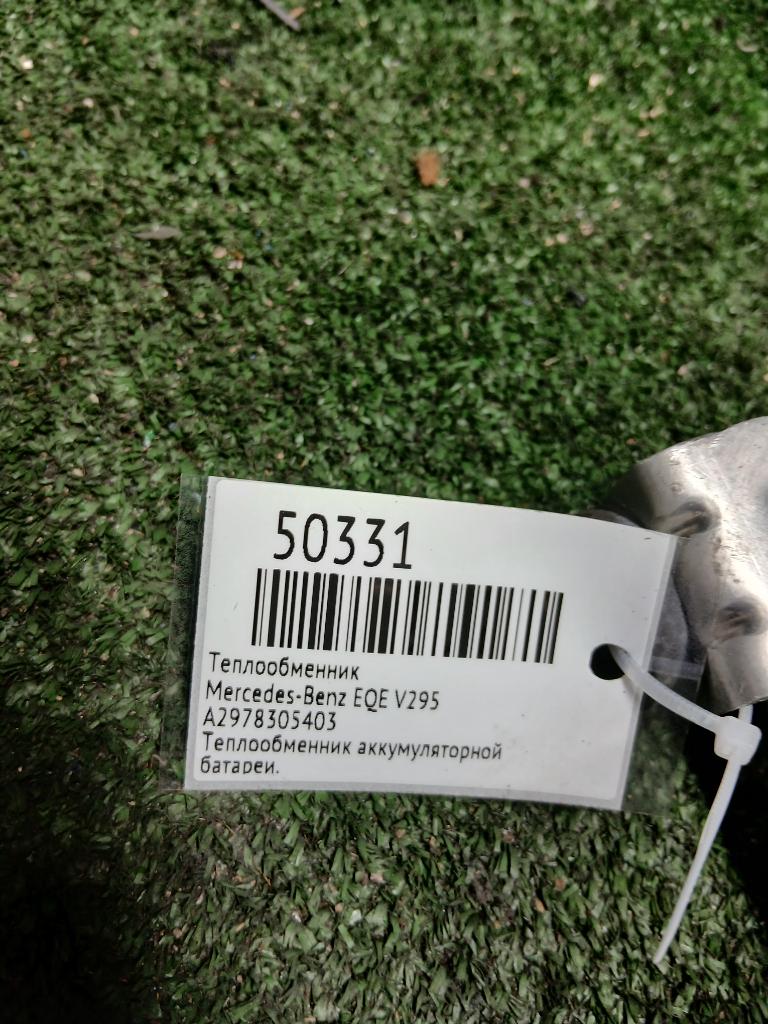 50331
Теплообменник
Mercedes-Benz EQE V295
A2978305403
Теплообменник аккумуляторной
батареи.